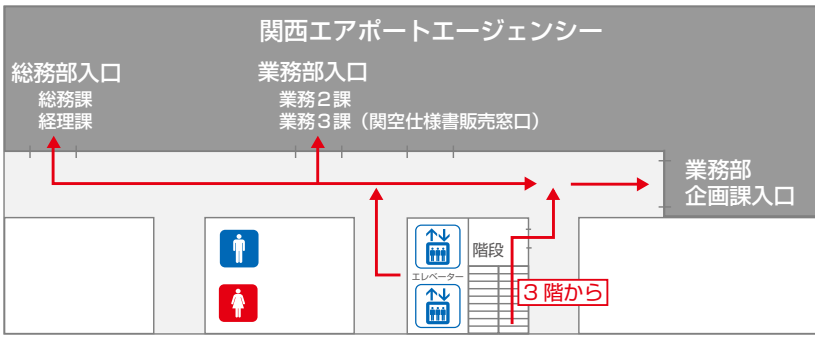 関西エアポートエージェンシー
総務部入口
総務課
経理課
業務部入口
業務2課
業務3課（関空仕様書販売窓口）
業務部
企画課入口
階段
エレベーター
3階から